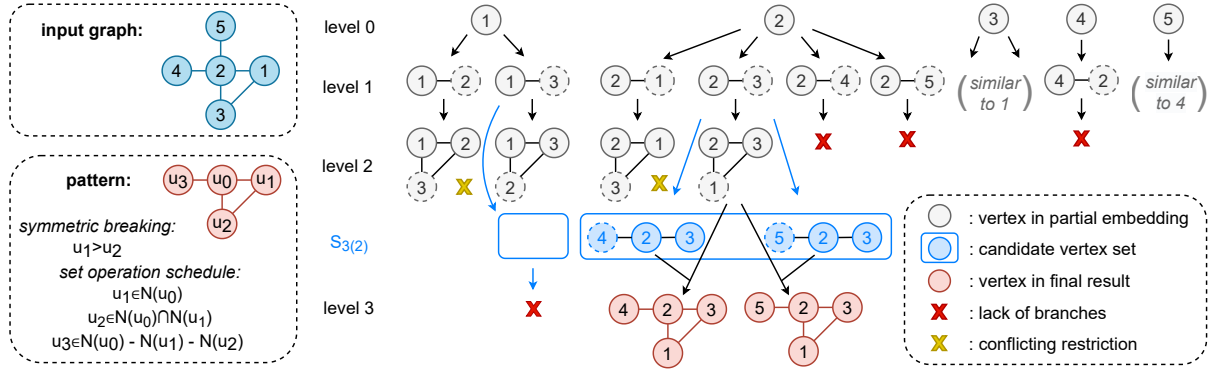 input graph:
5
4 2 1
3
pattern:
u3 u0 u1
u2
symmetric breaking:
u1>u2
set operation schedule:
u1∈N(u0)
u2∈N(u0)∩N(u1)
u3∈N(u0) - N(u1) - N(u2)
level 0
1 2 3 4 5
level 1
1 2 1 3 2 1 2 3 2 4 2 5
(similar to 1)
4 2
(similar to 4)
level 2
1 2 1 3 2 1 2 3
3 2 3 1
S3(2)
4 2 3 5 2 3
level 3
4 2 3 5 2 3
1 1
: vertex in partial embedding
: candidate vertex set
: vertex in final result
: lack of branches
: conflicting restriction